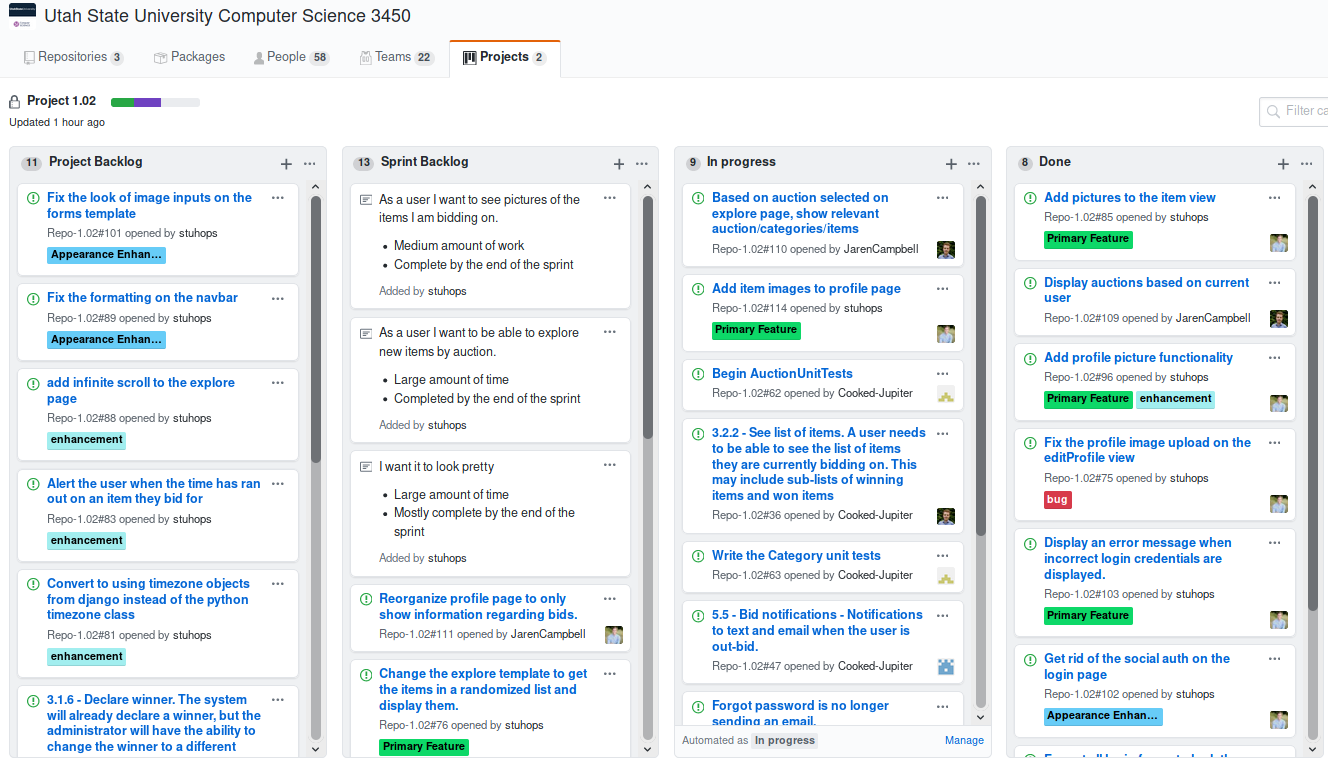 Utah State University Computer Science 3450
Repositories 3
Packages
People 58
Teams 22
Projects 2
Project 1.02
Updated 1 hour ago
Filter ca
11 Project Backlog
Fix the look of image inputs on the
forms template
Repo-1.02#101 opened by stuhops
Appearance Enhan...
Fix the formatting on the navbar
Repo-1.02#89 opened by stuhops
Appearance Enhan...
add infinite scroll to the explore
page
Repo-1.02#88 opened by stuhops
enhancement
Alert the user when the time has ran
out on an item they bid for
Repo-1.02#83 opened by stuhops
enhancement
Convert to using timezone objects
from django instead of the python
timezone class
Repo-1.02#81 opened by stuhops
enhancement
3.1.6 - Declare winner. The system
will already declare a winner, but the
administrator will have the ability to
change the winner to a different
13 Sprint Backlog
As a user I want to see pictures of the
items I am bidding on.
• Medium amount of work
• Complete by the end of the sprint
Added by stuhops
As a user I want to be able to explore
new items by auction.
• Large amount of time
• Completed by the end of the sprint
Added by stuhops
I want it to look pretty
• Large amount of time
• Mostly complete by the end of the
sprint
Added by stuhops
Reorganize profile page to only
show information regarding bids.
Repo-1.02#111 opened by JarenCampbell
Change the explore template to get
the items in a randomized list and
display them.
Repo-1.02#76 opened by stuhops
Primary Feature
9 In progress
Based on auction selected on
explore page, show relevant
auction/categories/items
Repo-1.02#110 opened by JarenCampbell
Add item images to profile page
Repo-1.02#114 opened by stuhops
Primary Feature
Begin AuctionUnitTests
Repo-1.02#62 opened by Cooked-Jupiter
3.2.2 - See list of items. A user needs
to be able to see the list of items
they are currently bidding on. This
may include sub-lists of winning
items and won items
Repo-1.02#36 opened by Cooked-Jupiter
Write the Category unit tests
Repo-1.02#63 opened by Cooked-Jupiter
5.5 - Bid notifications - Notifications
to text and email when the user is
out-bid.
Repo-1.02#47 opened by Cooked-Jupiter
Forgot password is no longer
sending an email.
Automated as In progress
Manage
8 Done
Add pictures to the item view
Repo-1.02#85 opened by stuhops
Primary Feature
Display auctions based on current
user
Repo-1.02#109 opened by JarenCampbell
Add profile picture functionality
Repo-1.02#96 opened by stuhops
Primary Feature enhancement
Fix the profile image upload on the
editProfile view
Repo-1.02#75 opened by stuhops
bug
Display an error message when
incorrect login credentials are
displayed.
Repo-1.02#103 opened by stuhops
Primary Feature
Get rid of the social auth on the
login page
Repo-1.02#102 opened by stuhops
Appearance Enhan...